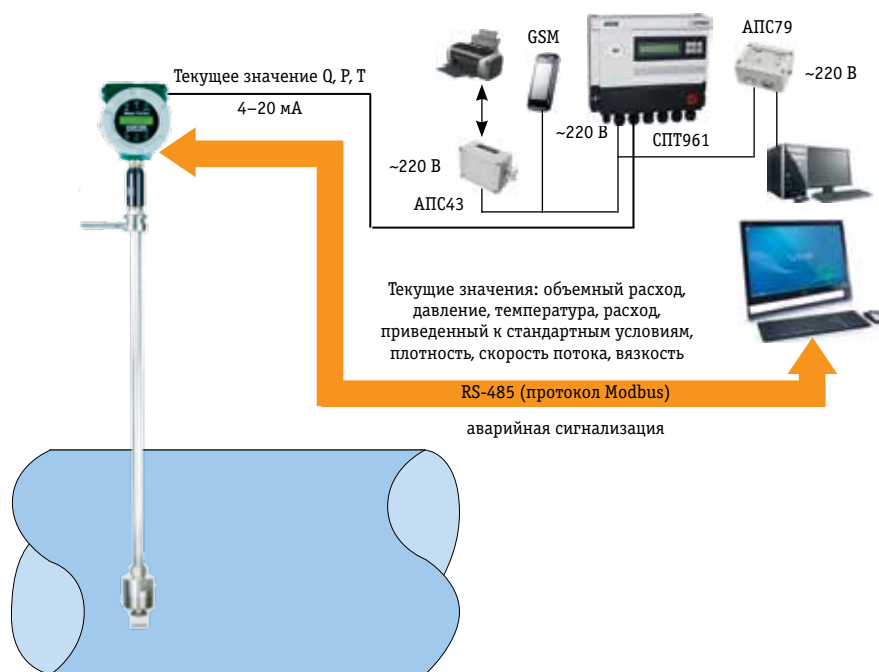 АПС79
GSM
~220 В
Текущее значение Q, P, T
4–20 мА
~220 В
СПТ961
~220 В
АПС43
Текущие значения: объемный расход,
давление, температура, расход,
приведенный к стандартным условиям,
плотность, скорость потока, вязкость
RS-485 (протокол Modbus)
аварийная сигнализация